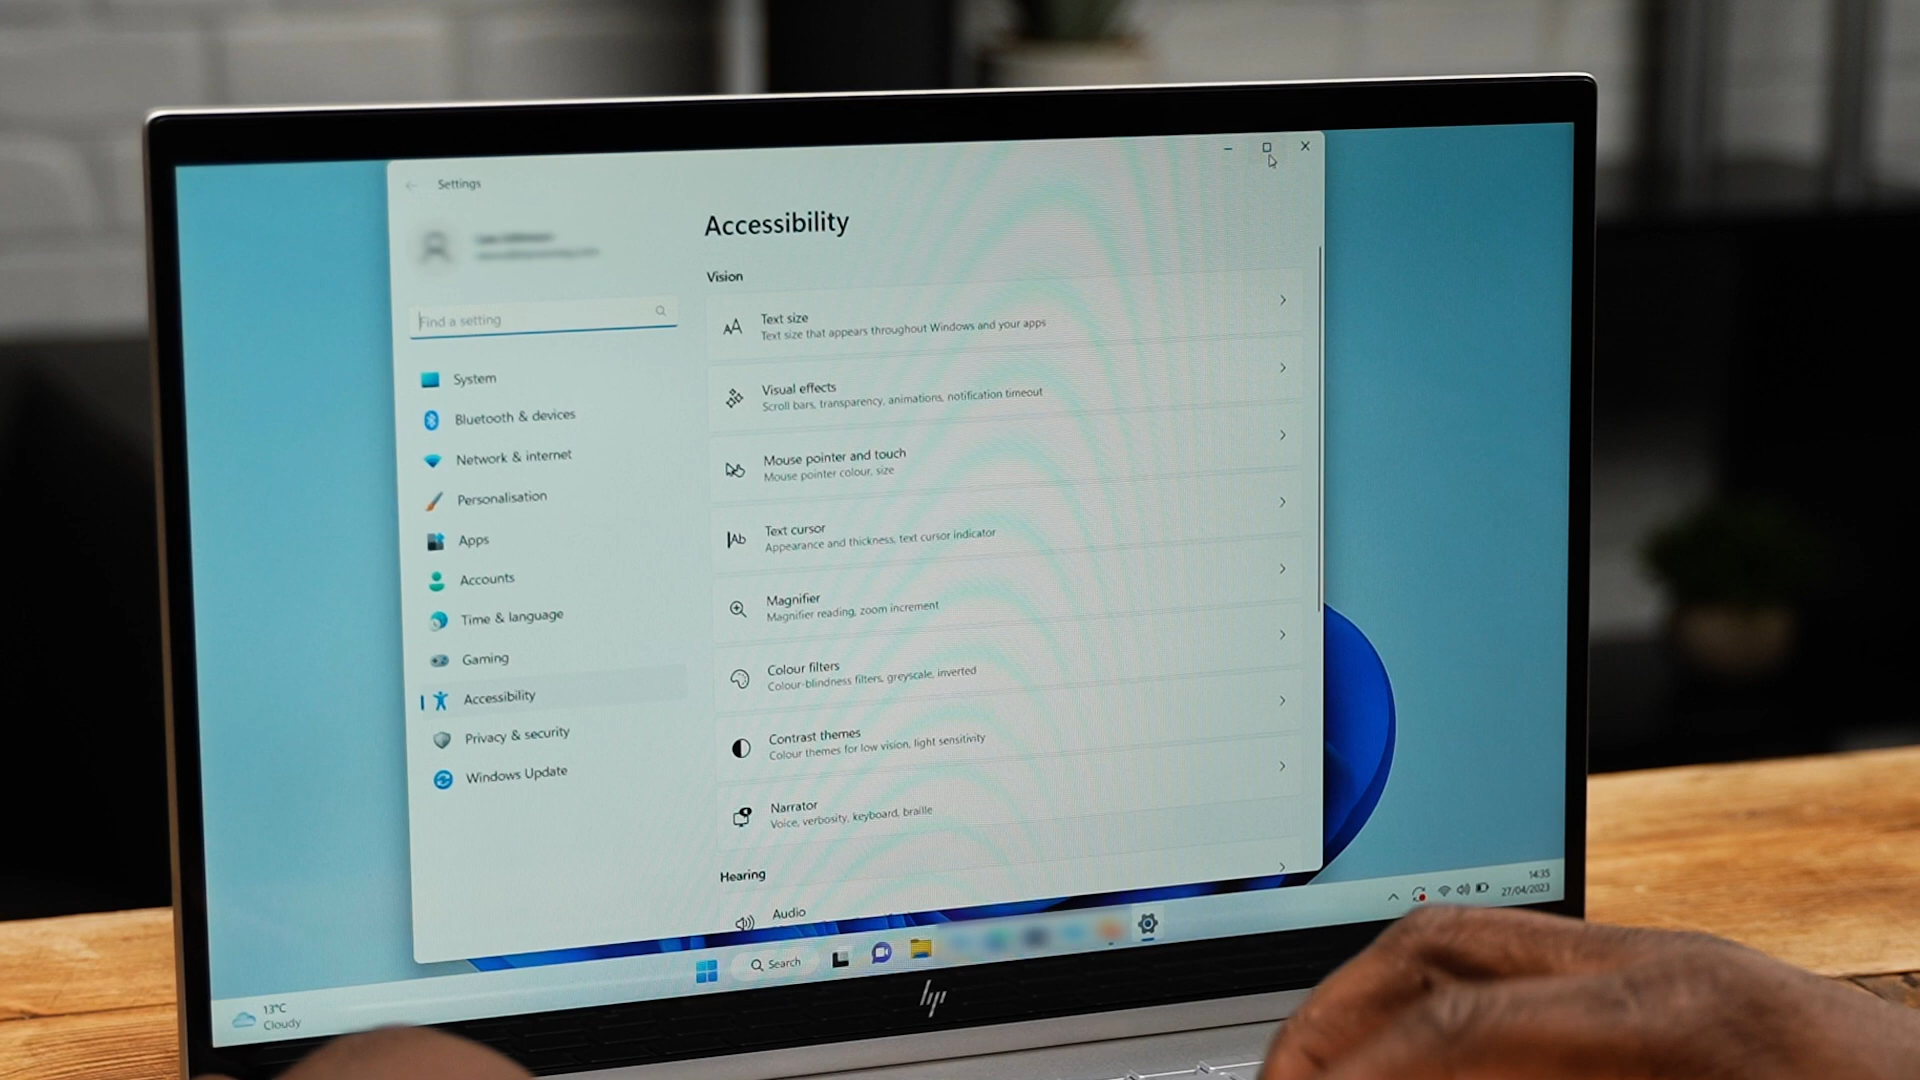 Settings
Accessibility
Find a setting
System
Bluetooth & devices
Network & internet
Personalisation
Apps
Accounts
Time & language
Gaming
Accessibility
Privacy & security
Windows Update
Vision
Text size
Text size that appears throughout Windows and your apps
Visual effects
Scroll bars, transparency, animations, notification timeout
Mouse pointer and touch
Mouse pointer colour, size
Text cursor
Appearance and thickness, text cursor indicator
Magnifier
Magnifier reading, zoom increment
Colour filters
Colour-blindness filters, greyscale, inverted
Contrast themes
Colour themes for low vision, light sensitivity
Narrator
Voice, verbosity, keyboard, braille
Hearing
Audio
13°C
Cloudy
Search
14:35
27/04/2023
hp